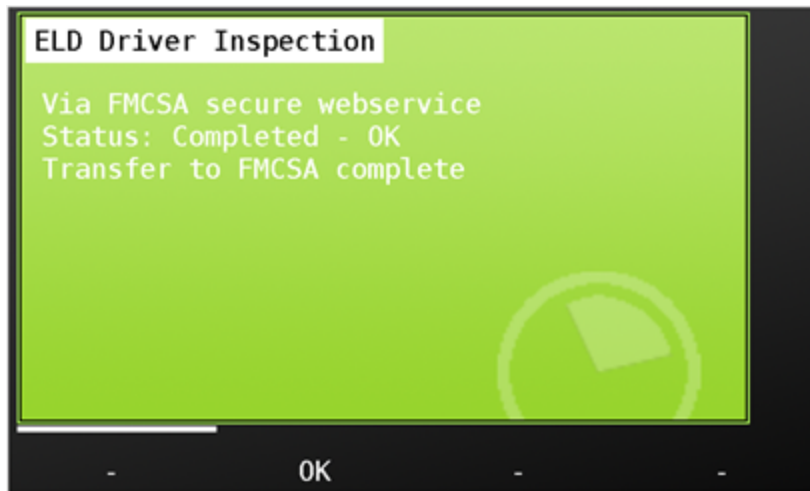 ELD Driver Inspection
Via FMCSA secure webservice
Status: Completed - OK
Transfer to FMCSA complete
- OK - -